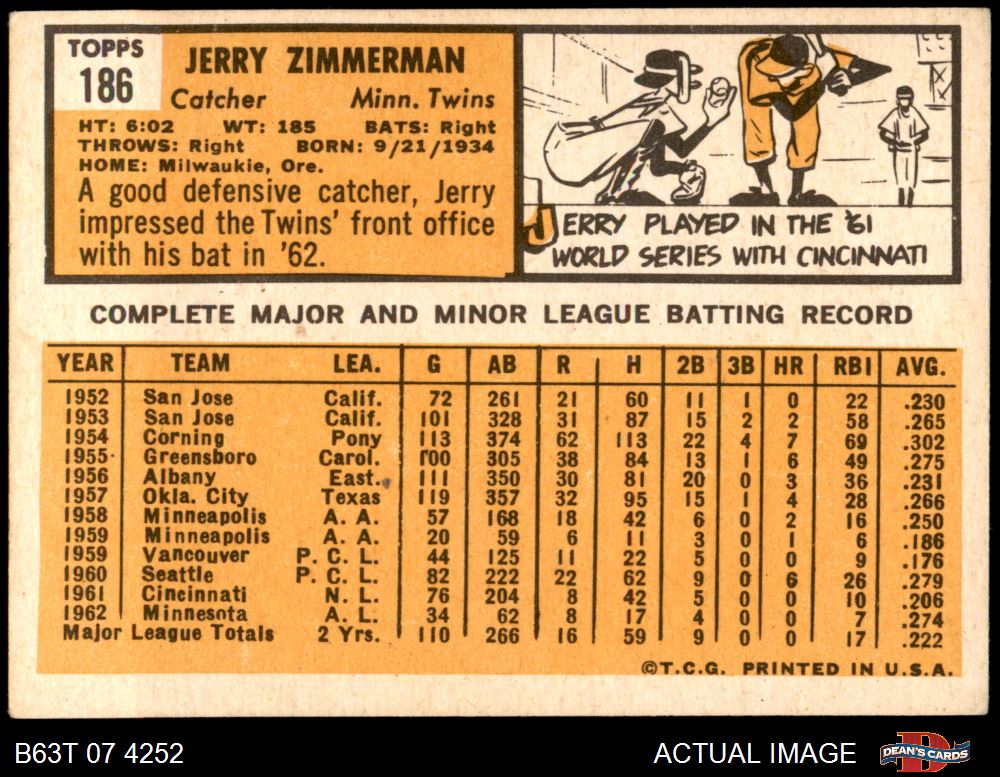 TOPPS
186
JERRY ZIMMERMAN
Catcher Minn. Twins
HT: 6:02 WT: 185 BATS: Right
THROWS: Right BORN: 9/21/1934
HOME: Milwaukie, Ore.
A good defensive catcher, Jerry
impressed the Twins' front office
with his bat in '62.
JERRY PLAYED IN THE '61
WORLD SERIES WITH CINCINNATI
COMPLETE MAJOR AND MINOR LEAGUE BATTING RECORD
YEAR TEAM LEA. G AB R H 2B 3B HR RBI AVG.
1952 San Jose Calif. 72 261 21 60 11 1 0 22 .230
1953 San Jose Calif. 101 328 31 87 15 2 2 58 .265
1954 Corning Pony 113 374 62 113 22 4 7 69 .302
1955 Greensboro Carol. 100 305 38 84 13 1 6 49 .275
1956 Albany East. 111 350 30 81 20 0 3 36 .231
1957 Okla. City Texas 119 357 32 95 15 1 4 28 .266
1958 Minneapolis A. A. 57 168 18 42 6 0 2 16 .250
1959 Minneapolis A. A. 20 59 6 11 3 0 1 6 .186
1959 Vancouver P. C. L. 44 125 11 22 5 0 0 9 .176
1960 Seattle P. C. L. 82 222 22 62 9 0 6 26 .279
1961 Cincinnati N. L. 76 204 8 42 5 0 0 10 .206
1962 Minnesota A. L. 34 62 8 17 4 0 0 7 .274
Major League Totals 2 Yrs. 110 266 16 59 9 0 0 17 .222
©T.C.G. PRINTED IN U.S.A.
B63T 07 4252 ACTUAL IMAGE DEAN'S CARDS